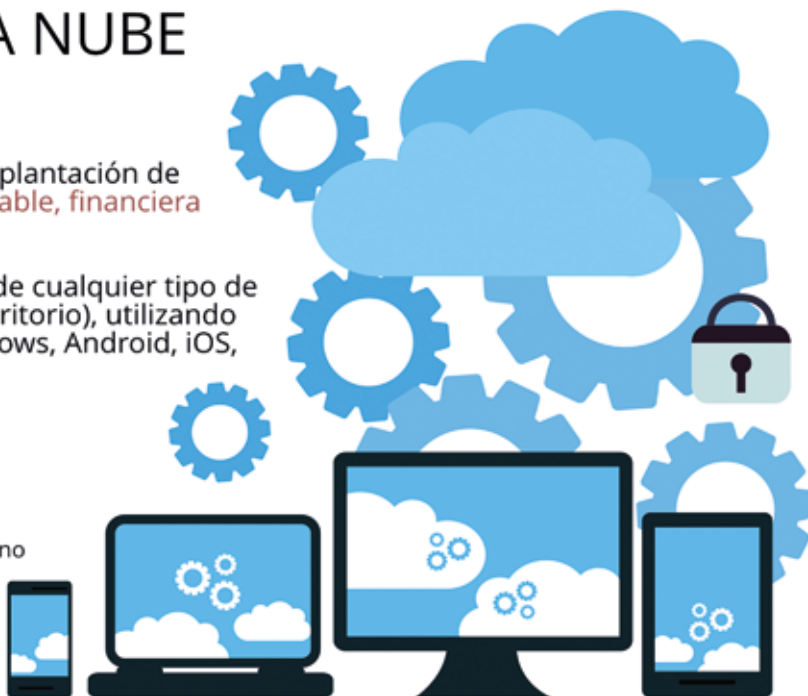 A NUBE
plantación de
able, financiera
de cualquier tipo de
ritorio), utilizando
ows, Android, iOS,
no